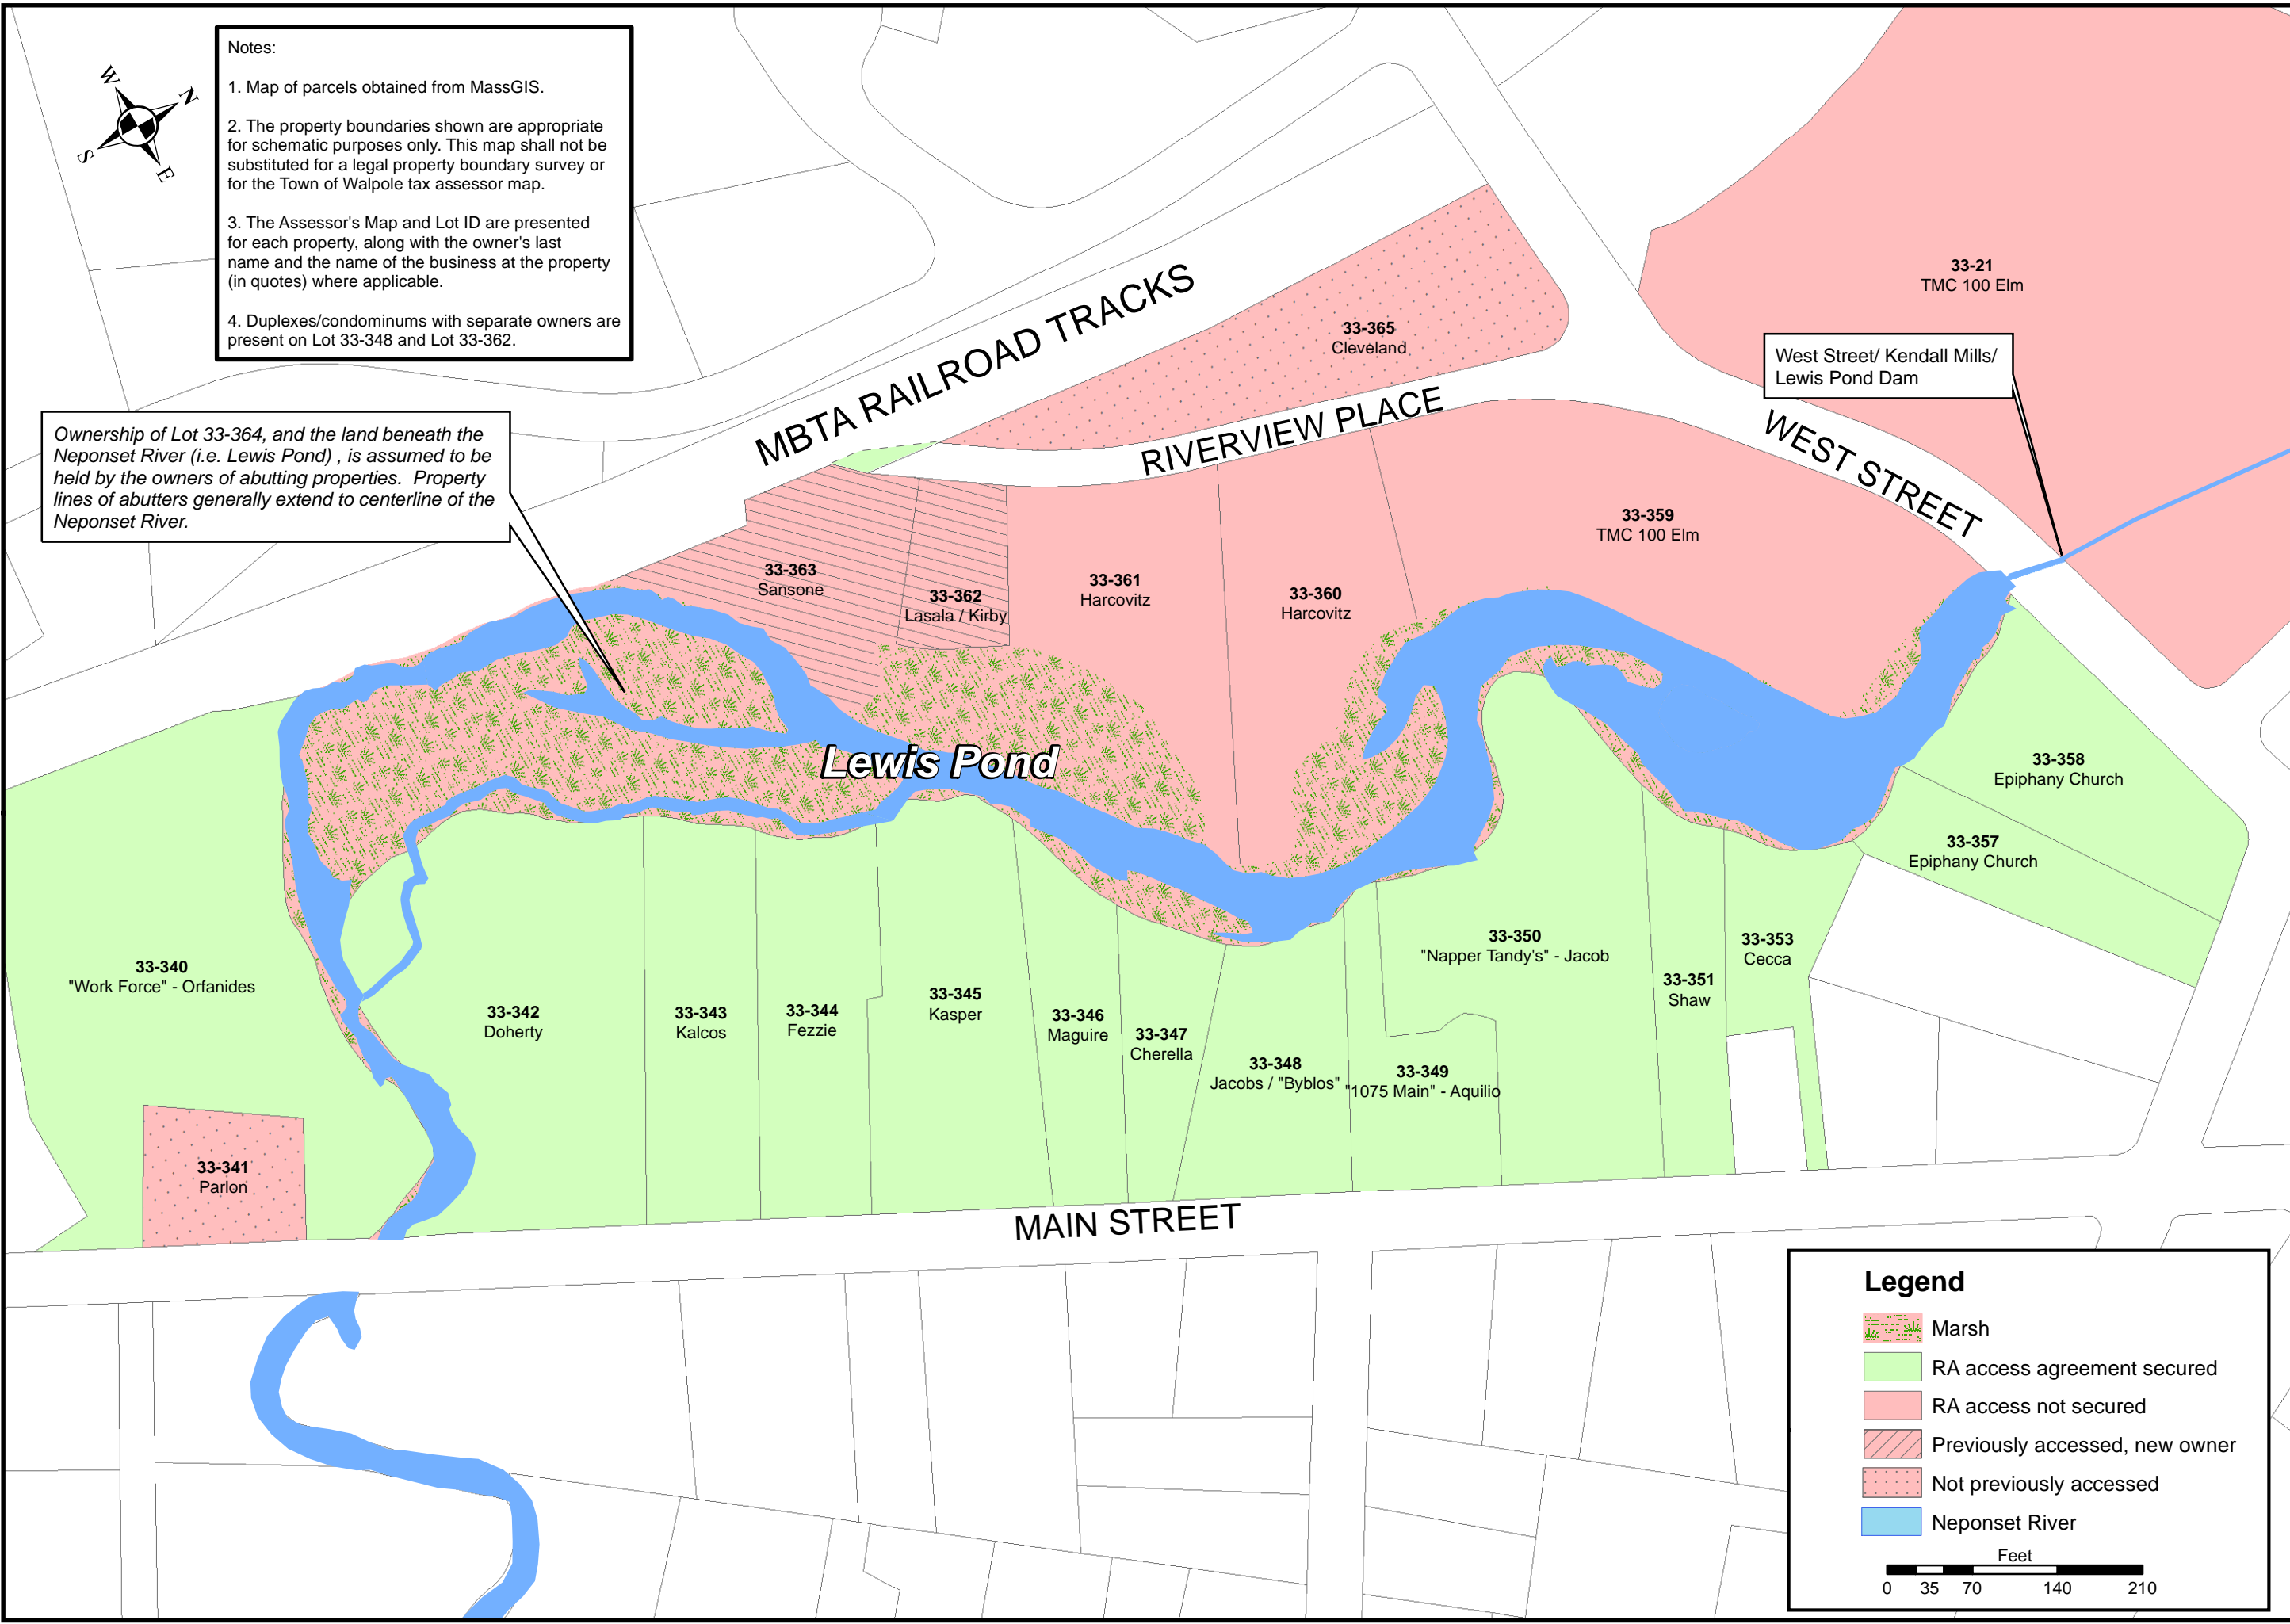 W
N
S
E
Notes:
1. Map of parcels obtained from MassGIS.
2. The property boundaries shown are appropriate
for schematic purposes only. This map shall not be
substituted for a legal property boundary survey or
for the Town of Walpole tax assessor map.
3. The Assessor's Map and Lot ID are presented
for each property, along with the owner's last
name and the name of the business at the property
(in quotes) where applicable.
4. Duplexes/condominums with separate owners are
present on Lot 33-348 and Lot 33-362.
33-21
TMC 100 Elm
MBTA RAILROAD TRACKS
33-365
Cleveland
West Street/ Kendall Mills/
Lewis Pond Dam
RIVERVIEW PLACE
WEST STREET
Ownership of Lot 33-364, and the land beneath the
Neponset River (i.e. Lewis Pond) , is assumed to be
held by the owners of abutting properties. Property
lines of abutters generally extend to centerline of the
Neponset River.
33-359
TMC 100 Elm
33-363
Sansone
33-362
Lasala / Kirby
33-361
Harcovitz
33-360
Harcovitz
Lewis Pond
33-358
Epiphany Church
33-357
Epiphany Church
33-340
"Work Force" - Orfanides
33-342
Doherty
33-343
Kalcos
33-344
Fezzie
33-345
Kasper
33-346
Maguire
33-347
Cherella
33-348
Jacobs / "Byblos"
33-349
"1075 Main" - Aquilio
33-350
"Napper Tandy's" - Jacob
33-351
Shaw
33-353
Cecca
33-341
Parlon
MAIN STREET
Legend
Marsh
RA access agreement secured
RA access not secured
Previously accessed, new owner
Not previously accessed
Neponset River
Feet
0 35 70 140 210